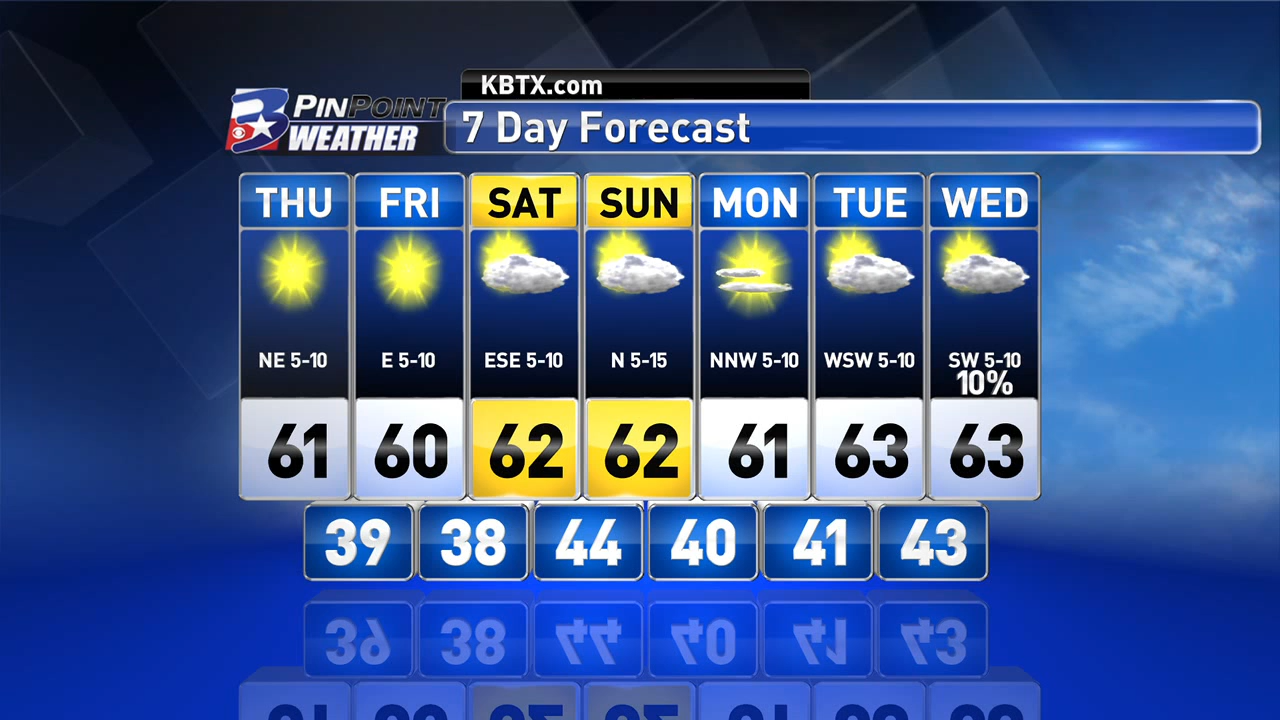 KBTX.com
3 PINPOINT
WEATHER
7 Day Forecast
THU FRI SAT SUN MON TUE WED
NE 5-10 E 5-10 ESE 5-10 N 5-15 NNW 5-10 WSW 5-10 SW 5-10
10%
61 60 62 62 61 63 63
39 38 44 40 41 43